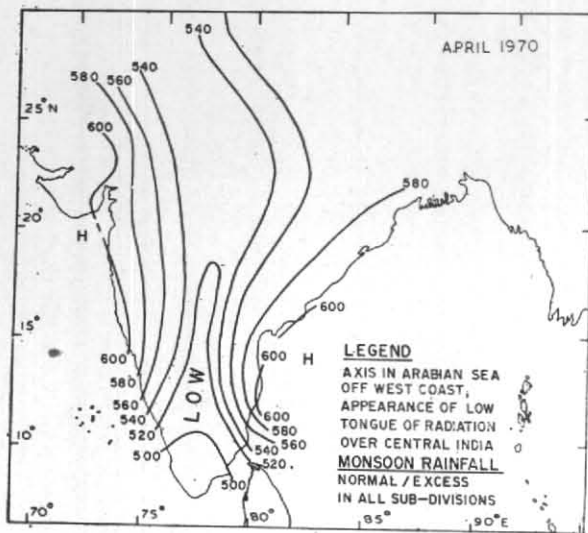 540
APRIL 1970
540
560
580
25°N
600
580
20°
H
600
15°
600
H
LEGEND
600
AXIS IN ARABIAN SEA
580
OFF WEST COAST,
560
LOW
600
APPEARANCE OF LOW
540
580
TONGUE OF RADIATION
520
560
OVER CENTRAL INDIA
10°
540
500
520.
MONSOON RAINFALL
500
NORMAL / EXCESS
IN ALL SUB-DIVISIONS
70° 75° 80° 85° 90°E